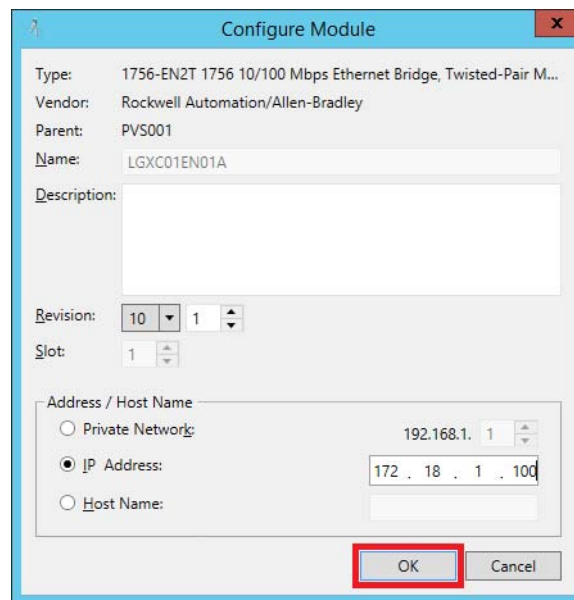 Configure Module
x
Type: 1756-EN2T 1756 10/100 Mbps Ethernet Bridge, Twisted-Pair M...
Vendor: Rockwell Automation/Allen-Bradley
Parent: PVS001
Name: LGXC01EN01A
Description:
Revision: 10 1
Slot: 1
Address / Host Name
Private Network: 192.168.1. 1
IP Address: 172 . 18 . 1 . 100
Host Name:
OK Cancel